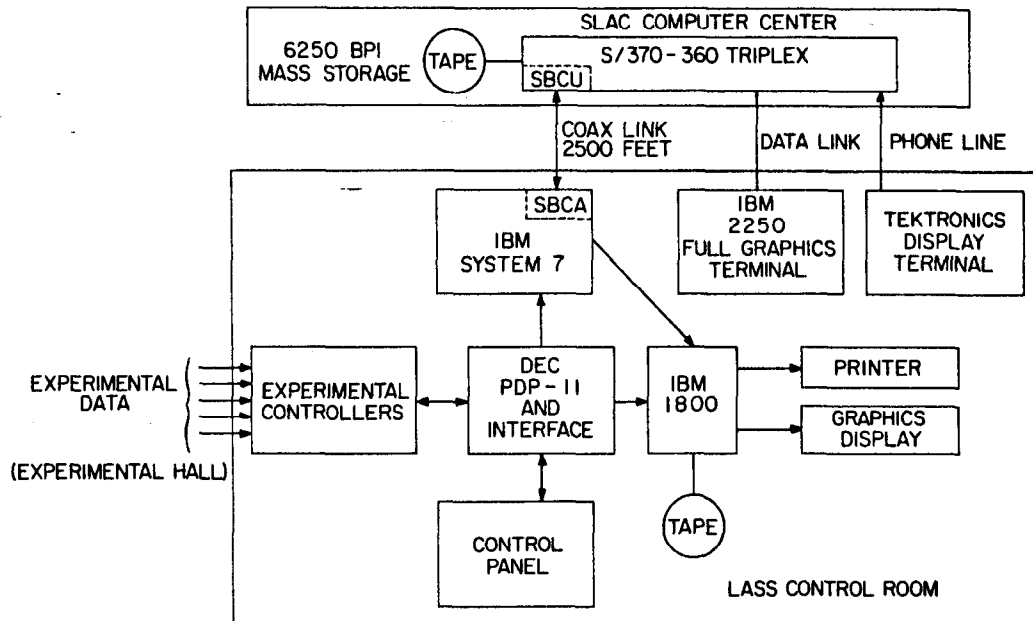 SLAC COMPUTER CENTER
6250 BPI
MASS STORAGE
TAPE
S/370-360 TRIPLEX
SBCU
COAX LINK
2500 FEET
DATA LINK
PHONE LINE
SBCA
IBM
SYSTEM 7
IBM
2250
FULL GRAPHICS
TERMINAL
TEKTRONICS
DISPLAY
TERMINAL
EXPERIMENTAL
DATA
(EXPERIMENTAL HALL)
EXPERIMENTAL
CONTROLLERS
DEC
PDP-11
AND
INTERFACE
IBM
1800
PRINTER
GRAPHICS
DISPLAY
CONTROL
PANEL
TAPE
LASS CONTROL ROOM